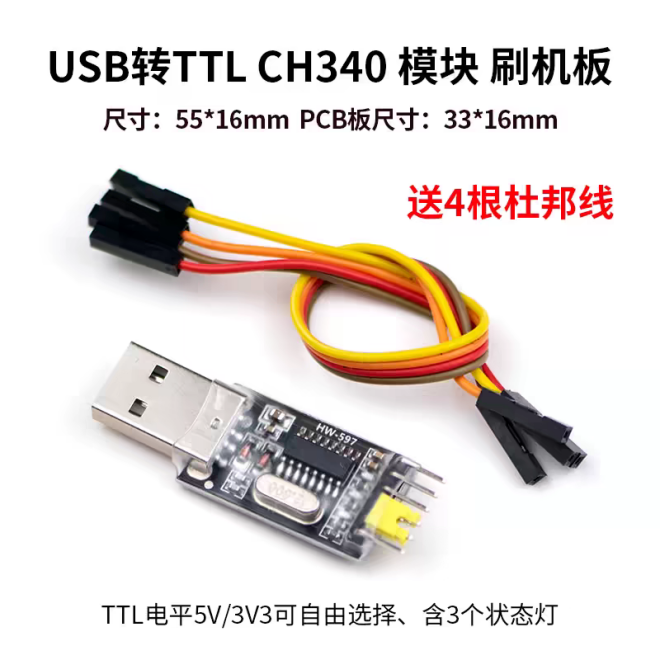 USB转TTL CH340 模块 刷机板
尺寸：55*16mm PCB板尺寸：33*16mm
送4根杜邦线
HW-597
TTL电平5V/3V3可自由选择、含3个状态灯